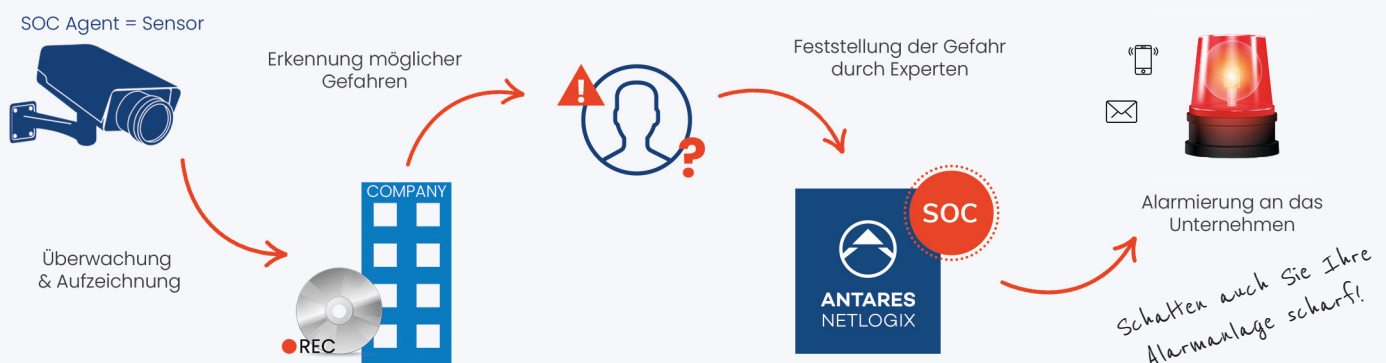 SOC Agent = Sensor
Überwachung
& Aufzeichnung
REC
COMPANY
Erkennung möglicher
Gefahren
!
?
Feststellung der Gefahr
durch Experten
SOC
ANTARES
NETLOGIX
Alarmierung an das
Unternehmen
Schalten auch Sie Ihre
Alarmanlage scharf!